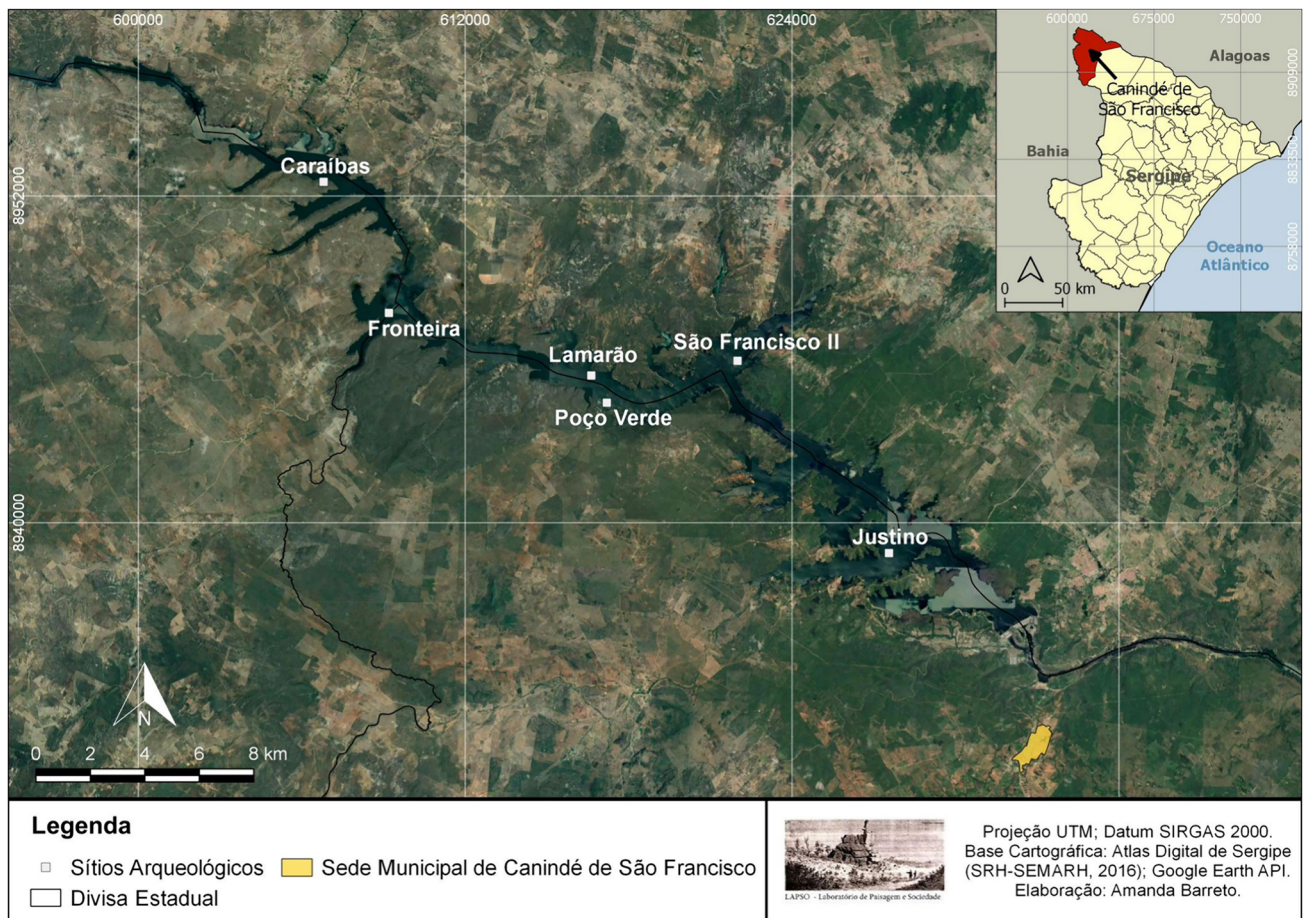 600000
612000
624000
8952000
8940000
Caraíbas
Fronteira
Lamarão
São Francisco II
Poço Verde
Justino
N
0 2 4 6 8 km
600000 675000 750000
Alagoas
8909000
Canindé de
São Francisco
Bahia
8833500
Sergipe
Oceano
Atlântico
8758000
0 50 km
Legenda
Sítios Arqueológicos
Sede Municipal de Canindé de São Francisco
Divisa Estadual
LAPSO - Laboratório de Paisagem e Sociedade
Projeção UTM; Datum SIRGAS 2000.
Base Cartográfica: Atlas Digital de Sergipe
(SRH-SEMARH, 2016); Google Earth API.
Elaboração: Amanda Barreto.